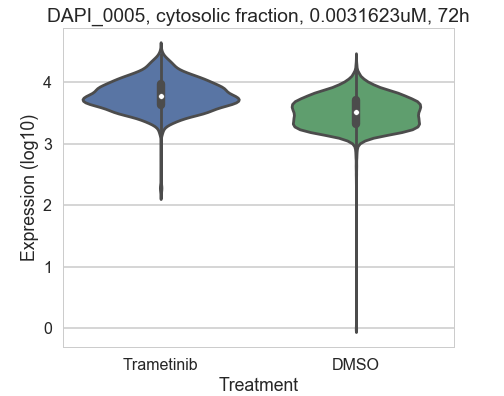 DAPI_0005, cytosolic fraction, 0.0031623uM, 72h
4
3
2
1
0
Expression (log10)
Trametinib
DMSO
Treatment